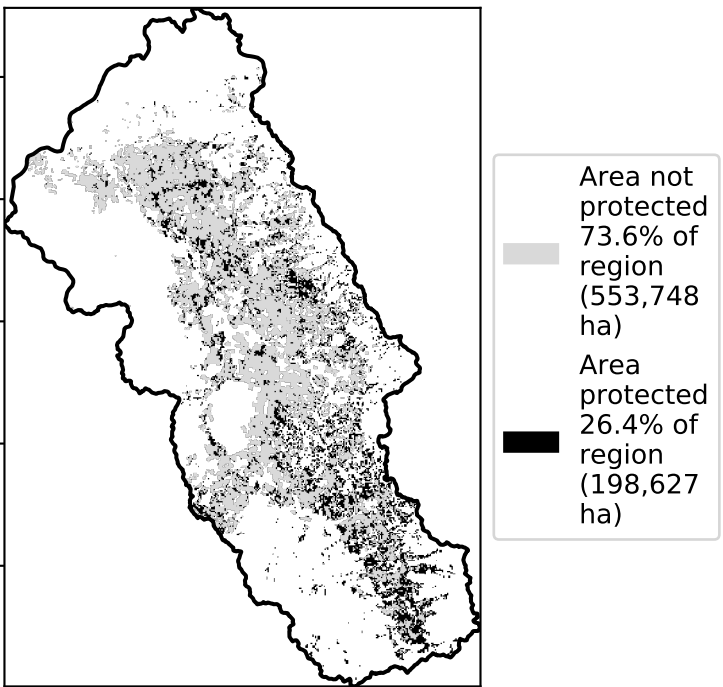 Area not
protected
73.6% of
region
(553,748
ha)
Area
protected
26.4% of
region
(198,627
ha)